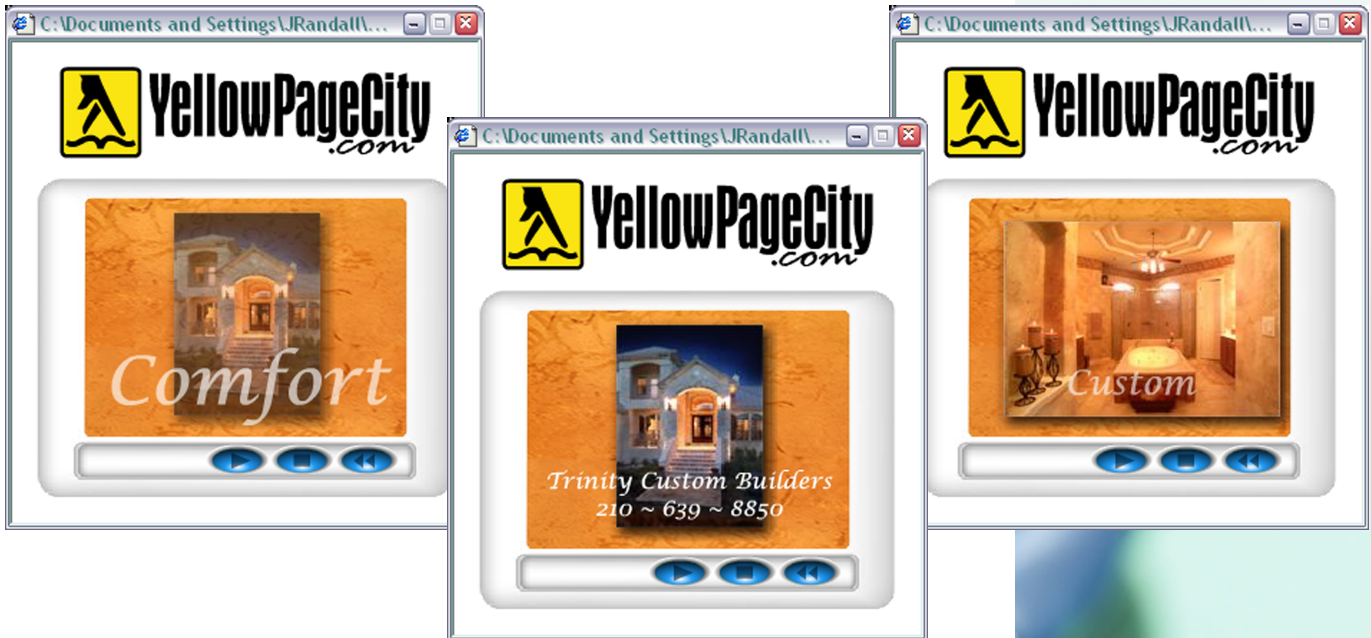 C:\Documents and Settings\JRandall\...
YellowPageCity
.com
Comfort
C:\Documents and Settings\JRandall\...
YellowPageCity
.com
Trinity Custom Builders
210 ~ 639 ~ 8850
C:\Documents and Settings\JRandall\...
YellowPageCity
.com
Custom